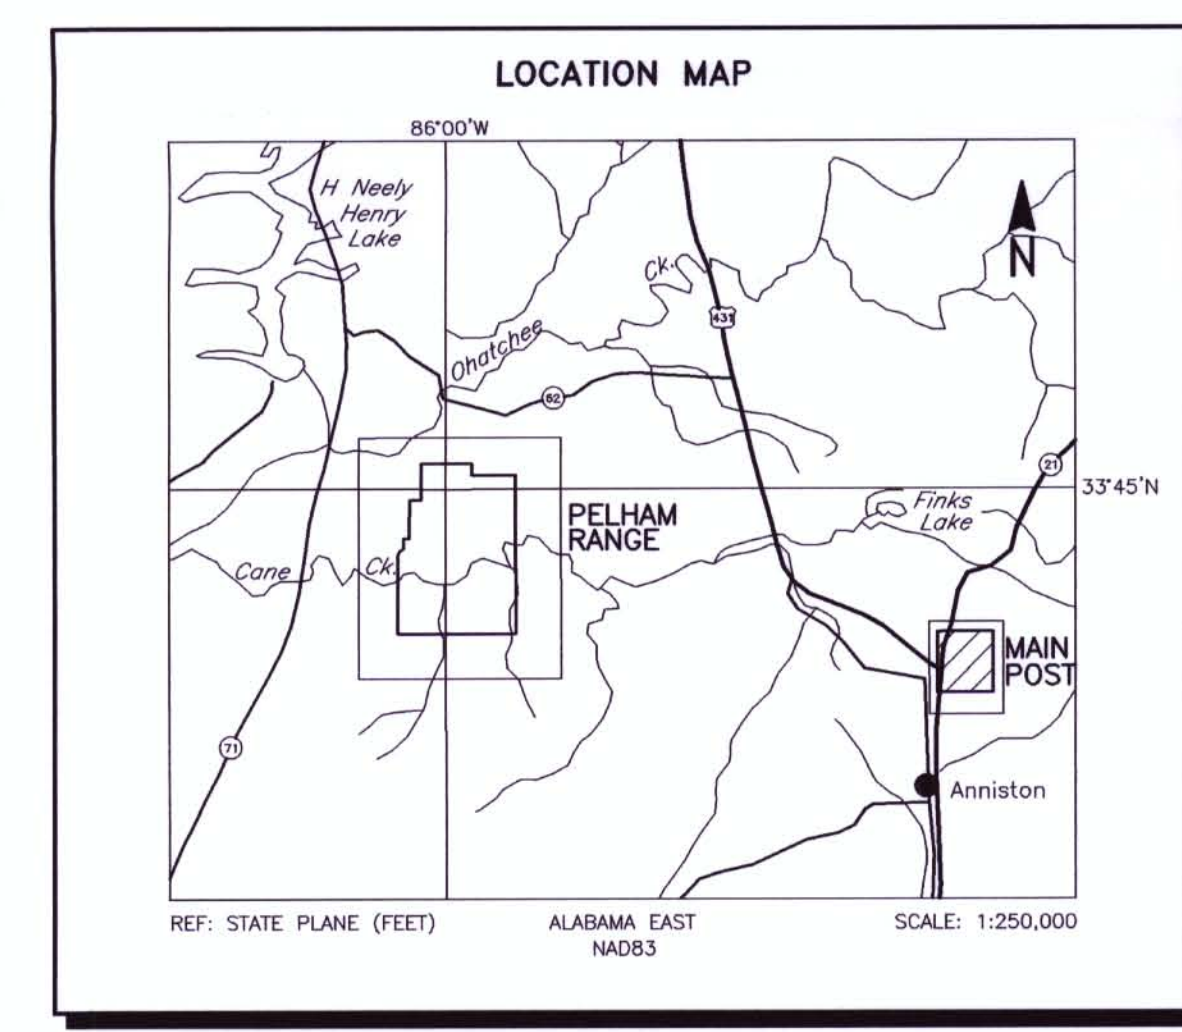 LOCATION MAP
86°00'W
H Neely
Henry
Lake
N
Ck.
431
Ohatchee
62
21
33°45'N
Finks
Lake
PELHAM
RANGE
Cane
Ck.
MAIN
POST
71
Anniston
REF: STATE PLANE (FEET)
ALABAMA EAST
NAD83
SCALE: 1:250,000